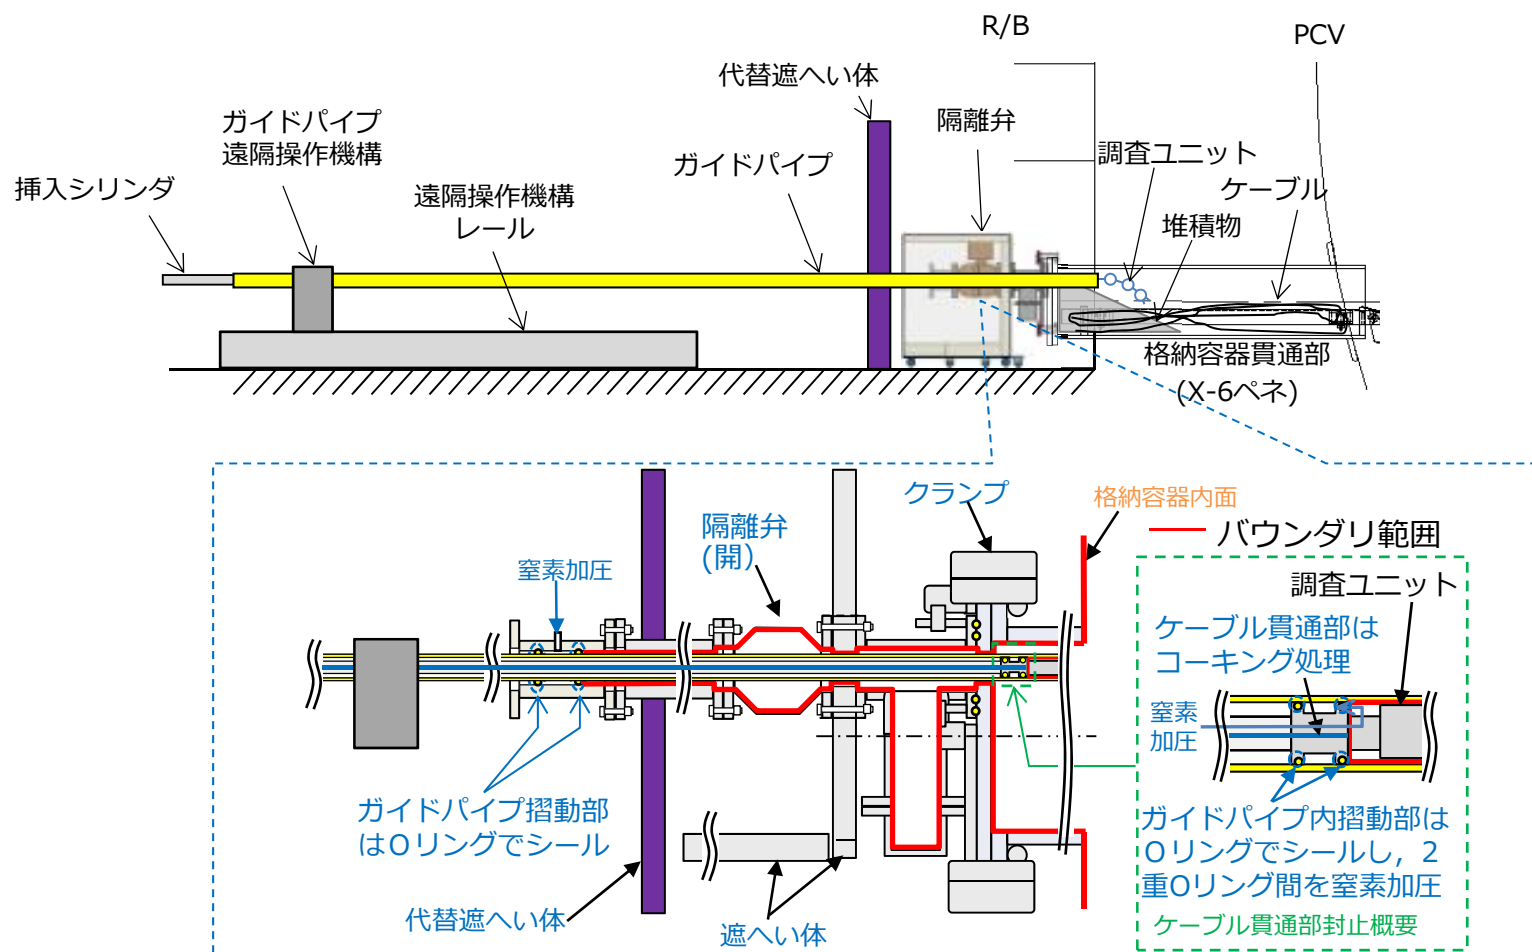 R/B
PCV
代替遮へい体
隔離弁
ガイドパイプ
遠隔操作機構
ガイドパイプ
調査ユニット
挿入シリンダ
遠隔操作機構
レール
ケーブル
堆積物
格納容器貫通部
(X-6ペネ)
クランプ
格納容器内面
隔離弁
(開)
バウンダリ範囲
窒素加圧
調査ユニット
ケーブル貫通部は
コーキング処理
窒素
加圧
ガイドパイプ摺動部
はＯリングでシール
ガイドパイプ内摺動部は
Ｏリングでシールし，２
重Oリング間を窒素加圧
代替遮へい体
遮へい体
ケーブル貫通部封止概要